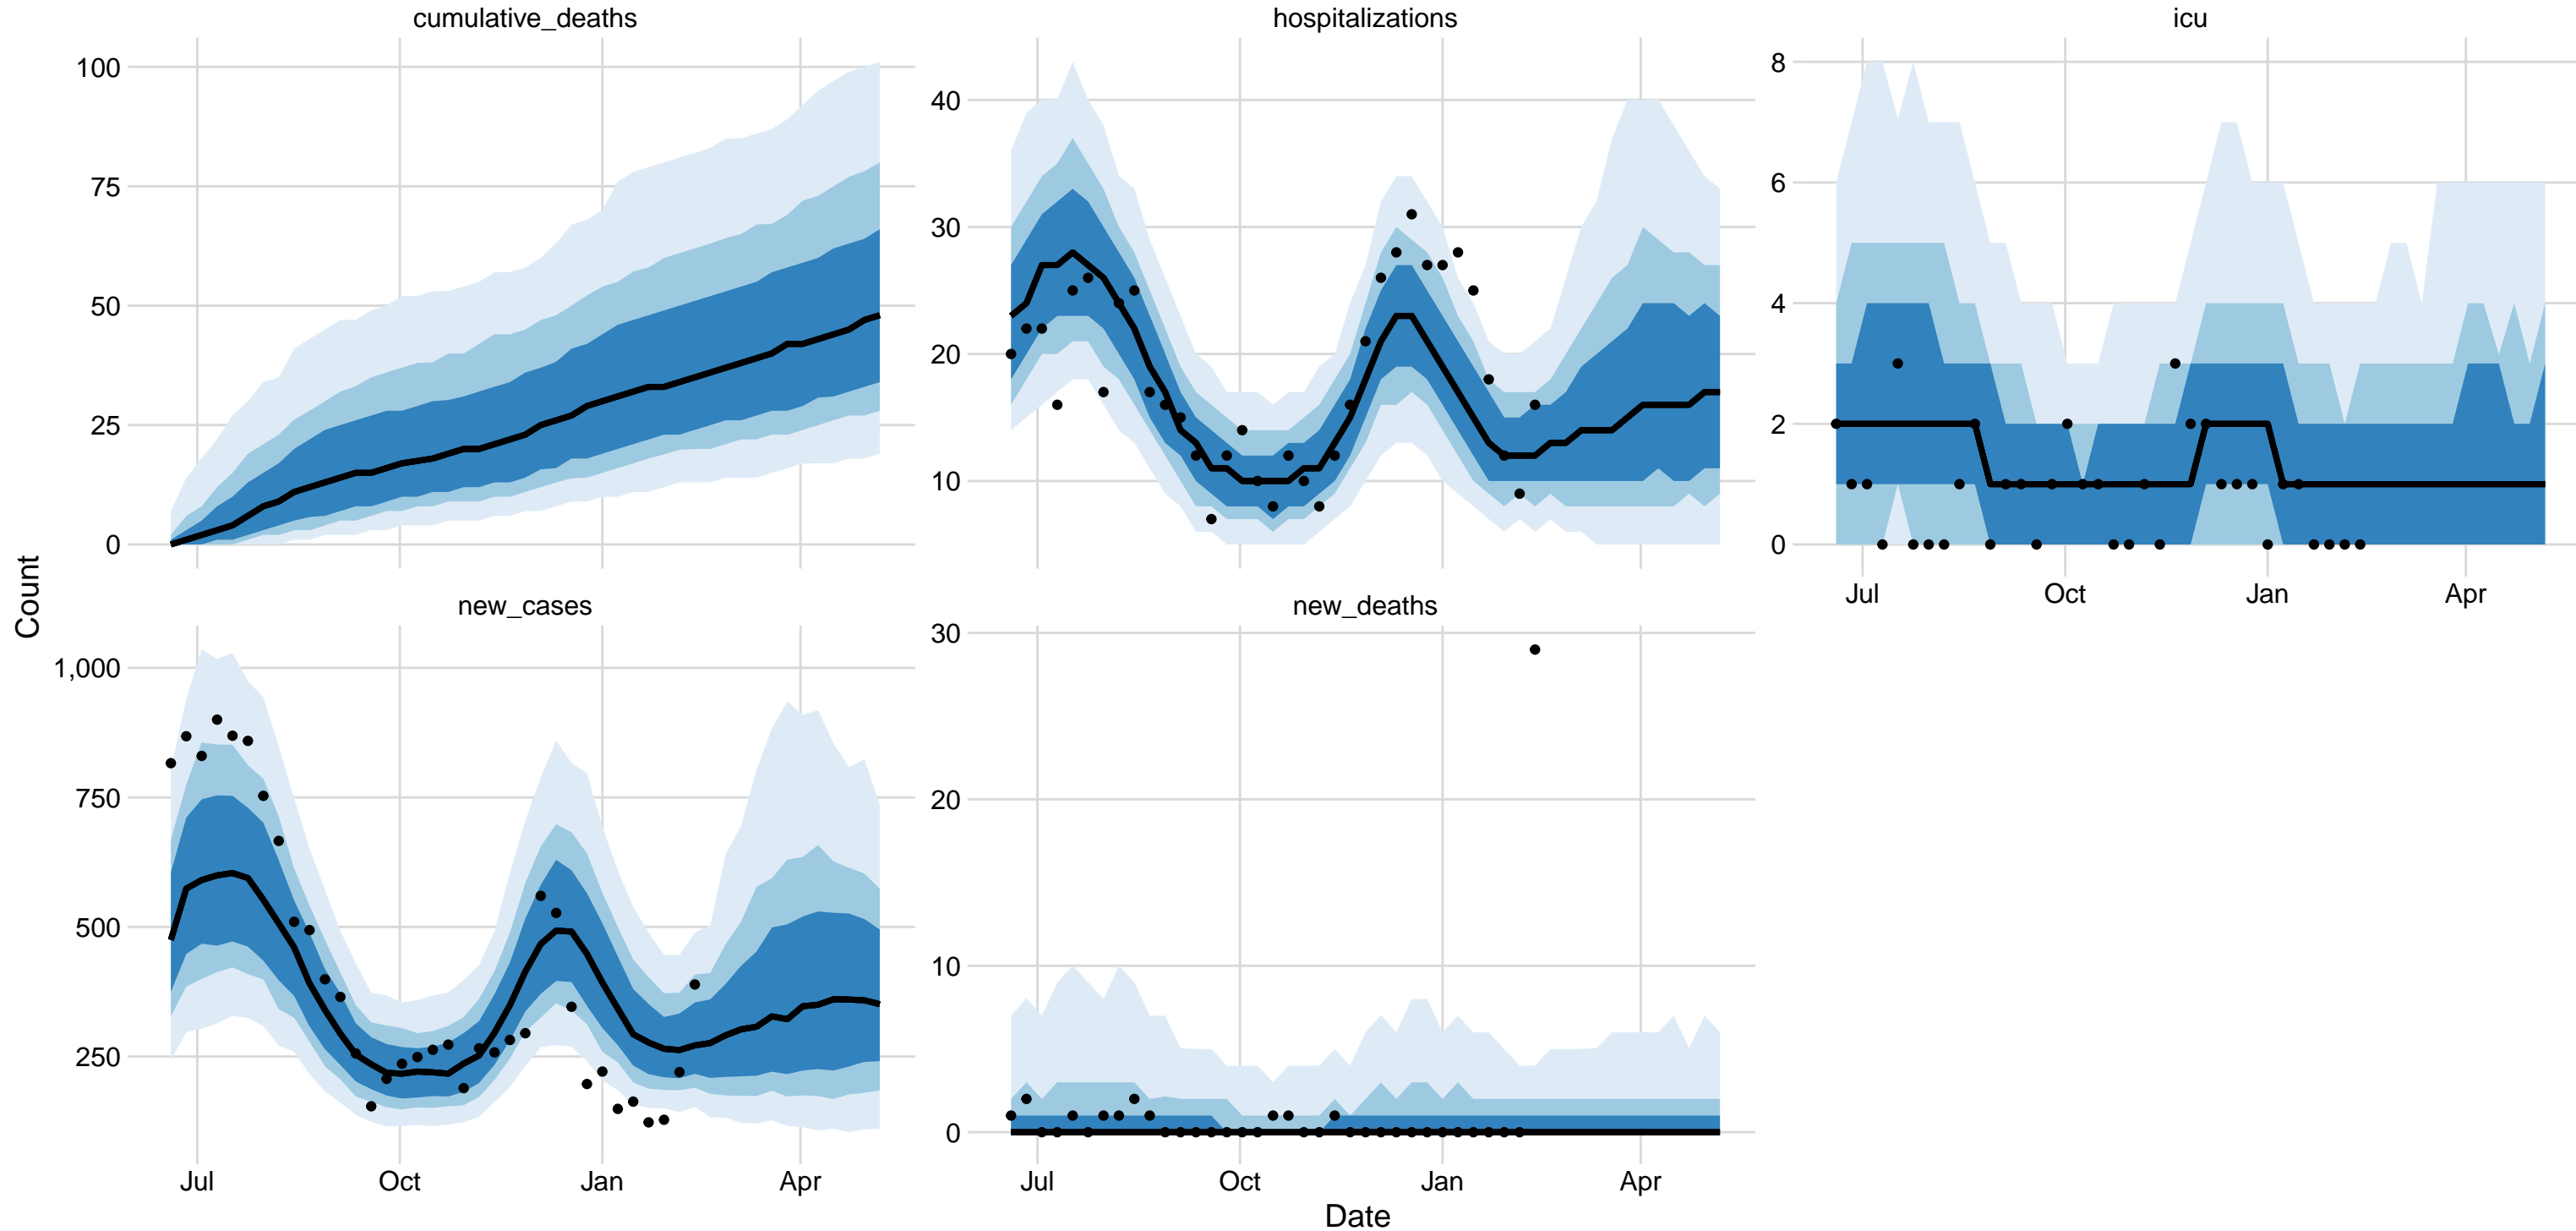 cumulative_deaths
hospitalizations
icu
100
75
50
25
0
40
30
20
10
8
6
4
2
0
Jul Oct Jan Apr
Count
new_cases
new_deaths
1,000
750
500
250
30
20
10
0
Jul Oct Jan Apr
Jul Oct Jan Apr
Date